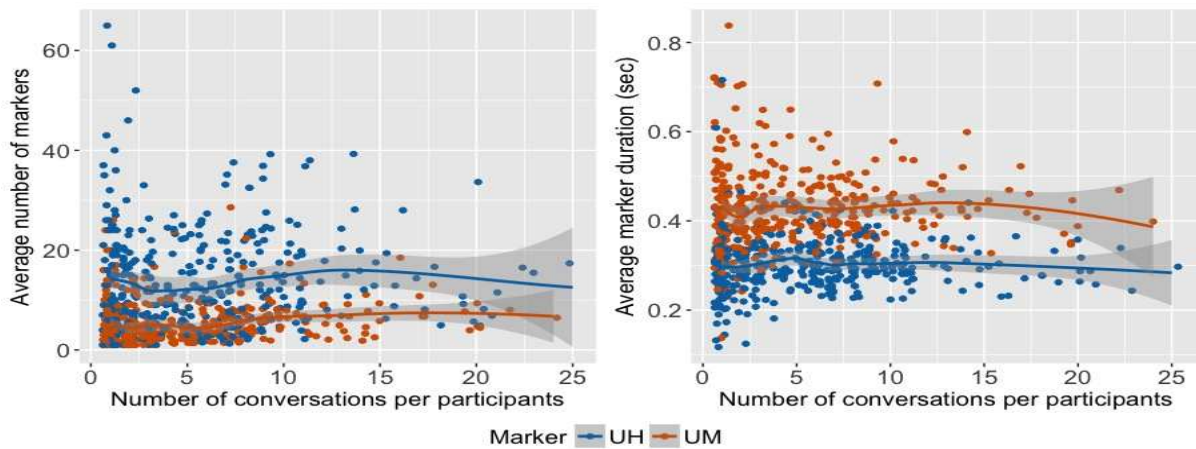 Average number of markers
60
40
20
0
0 5 10 15 20 25
Number of conversations per participants
Average marker duration (sec)
0.8
0.6
0.4
0.2
0 5 10 15 20 25
Number of conversations per participants
Marker UH UM